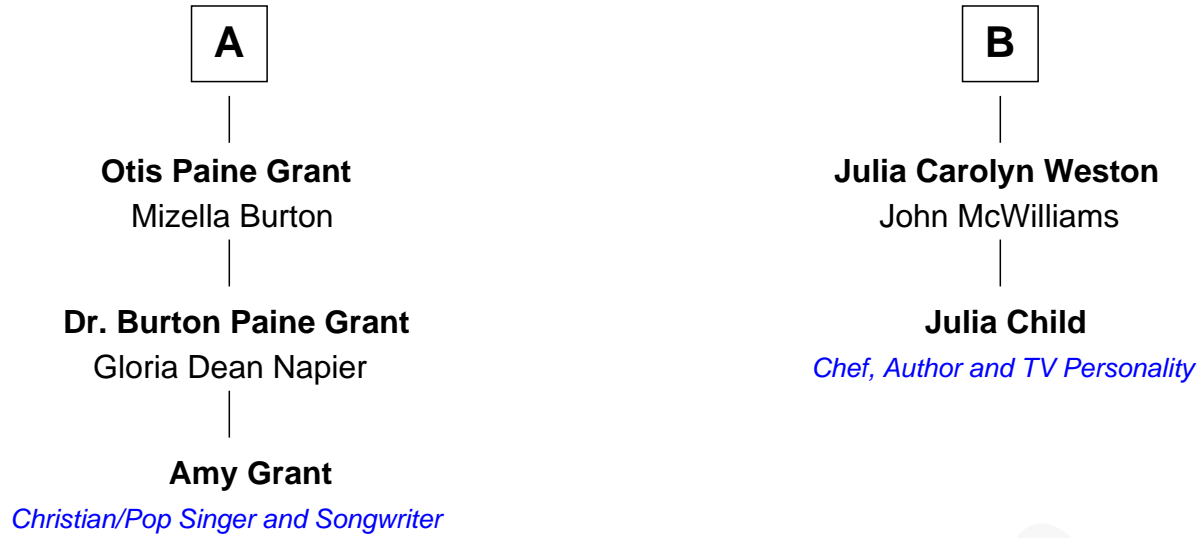 A
Otis Paine Grant
Mizella Burton
Dr. Burton Paine Grant
Gloria Dean Napier
Amy Grant
Christian/Pop Singer and Songwriter
B
Julia Carolyn Weston
John McWilliams
Julia Child
Chef, Author and TV Personality